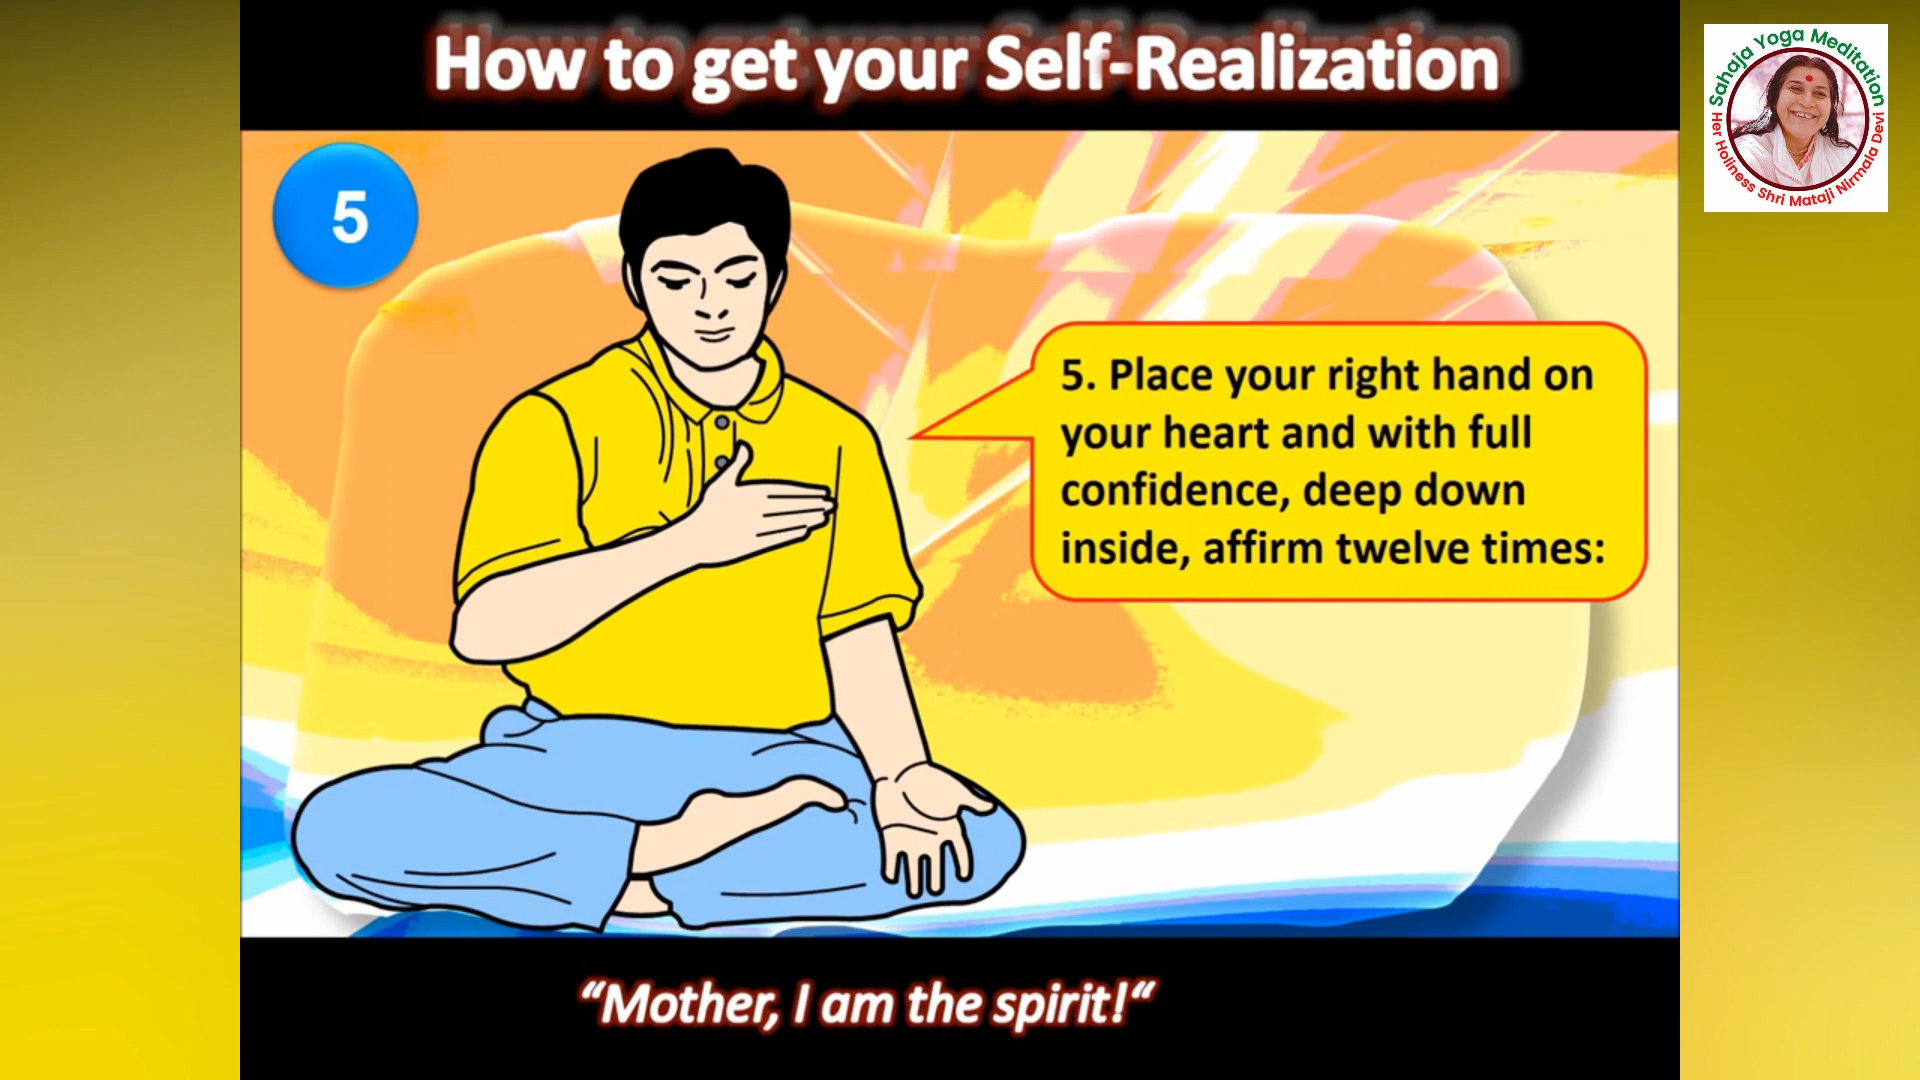 How to get your Self-Realization
Sahaja Yoga Meditation
Her Holiness Shri Mataji Nirmala Devi
5
5. Place your right hand on
your heart and with full
confidence, deep down
inside, affirm twelve times:
“Mother, I am the spirit!“